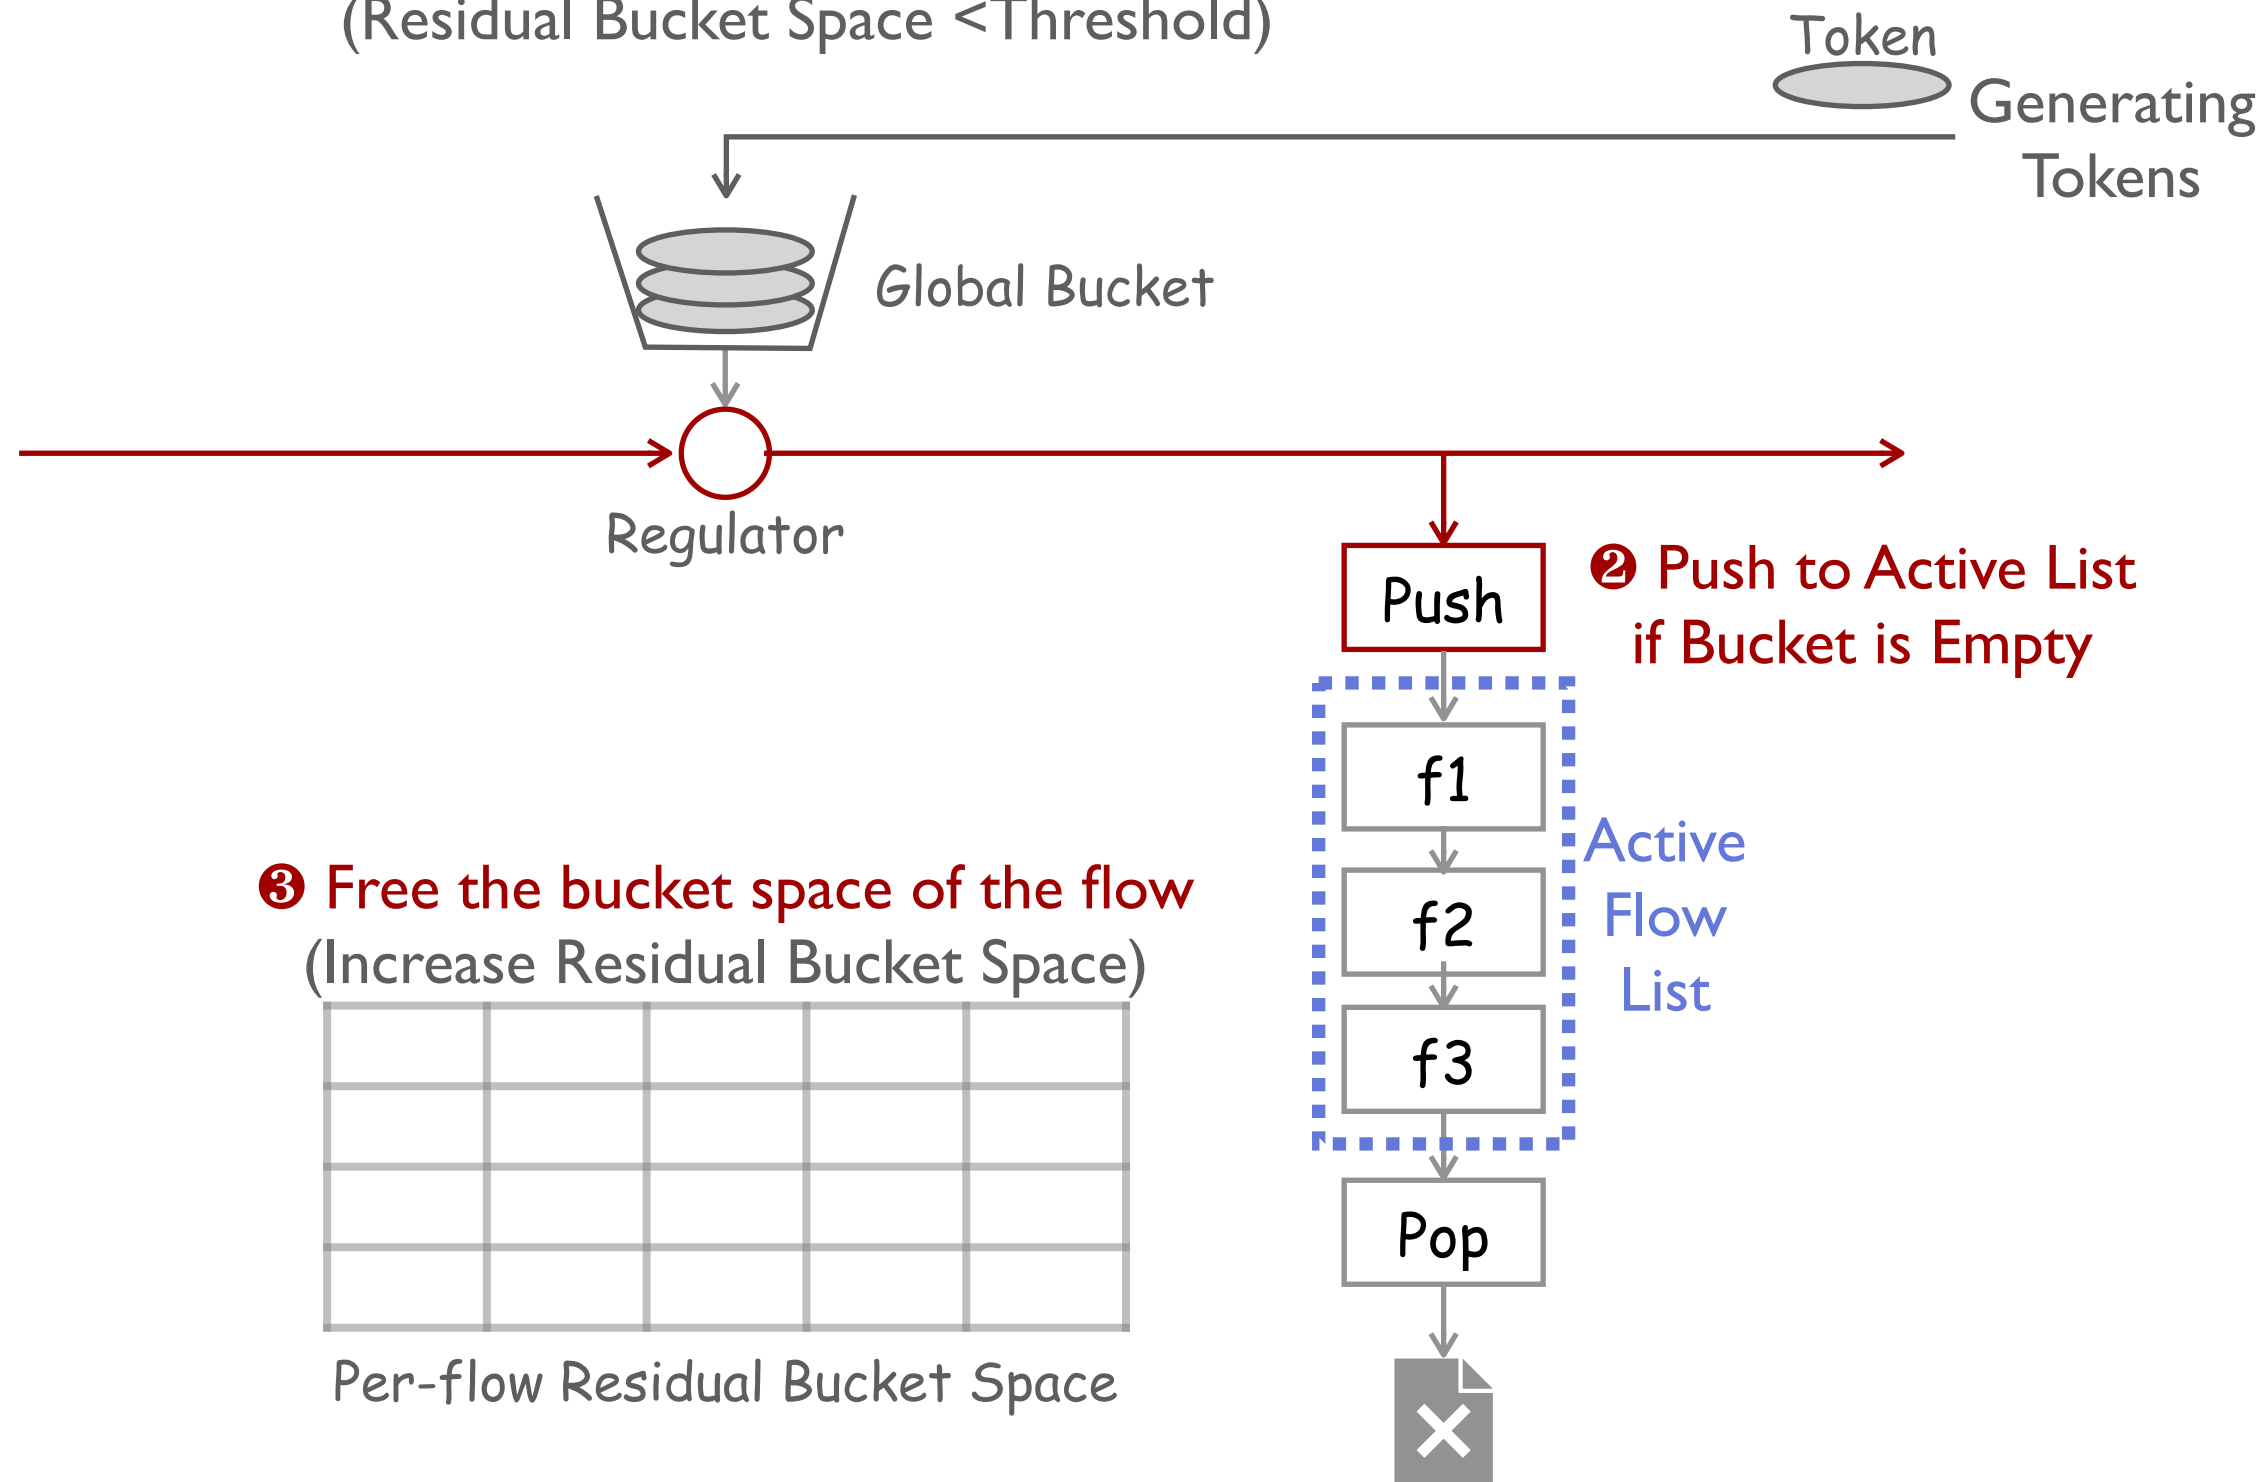 (Residual Bucket Space <Threshold)
Token
Generating
Tokens
Global Bucket
Regulator
Push
❷ Push to Active List
if Bucket is Empty
f1
f2
f3
Active
Flow
List
❸ Free the bucket space of the flow
(Increase Residual Bucket Space)
Pop
Per-flow Residual Bucket Space